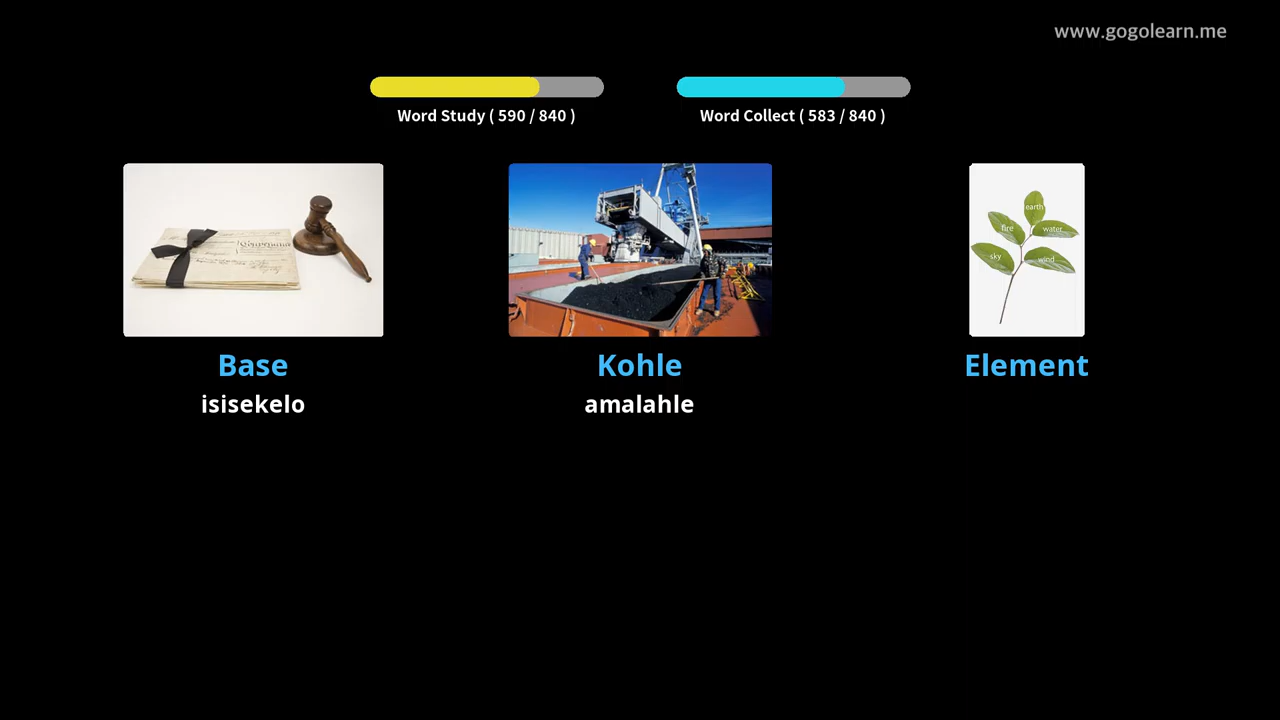 www.gogolearn.me
Word Study ( 590 / 840 )
Word Collect ( 583 / 840 )
earth
fire
water
sky
wind
Base
Kohle
Element
isisekelo
amalahle